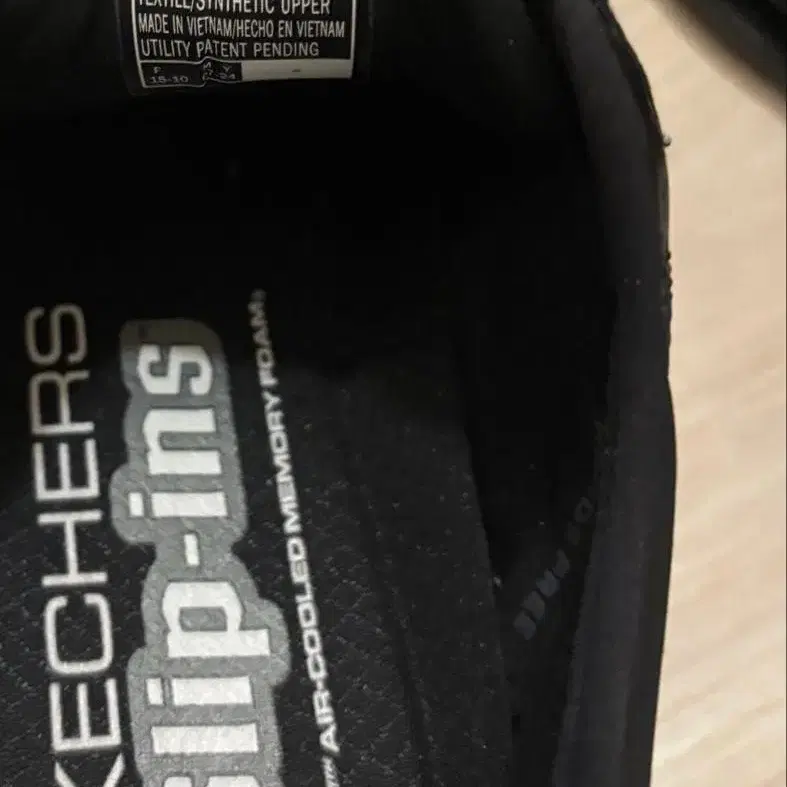 TEXTILE/SYNTHETIC UPPER
MADE IN VIETNAM/HECHO EN VIETNAM
UTILITY PATENT PENDING
SKECHERS
slip-ins
AIR-COOLED MEMORY FOAM